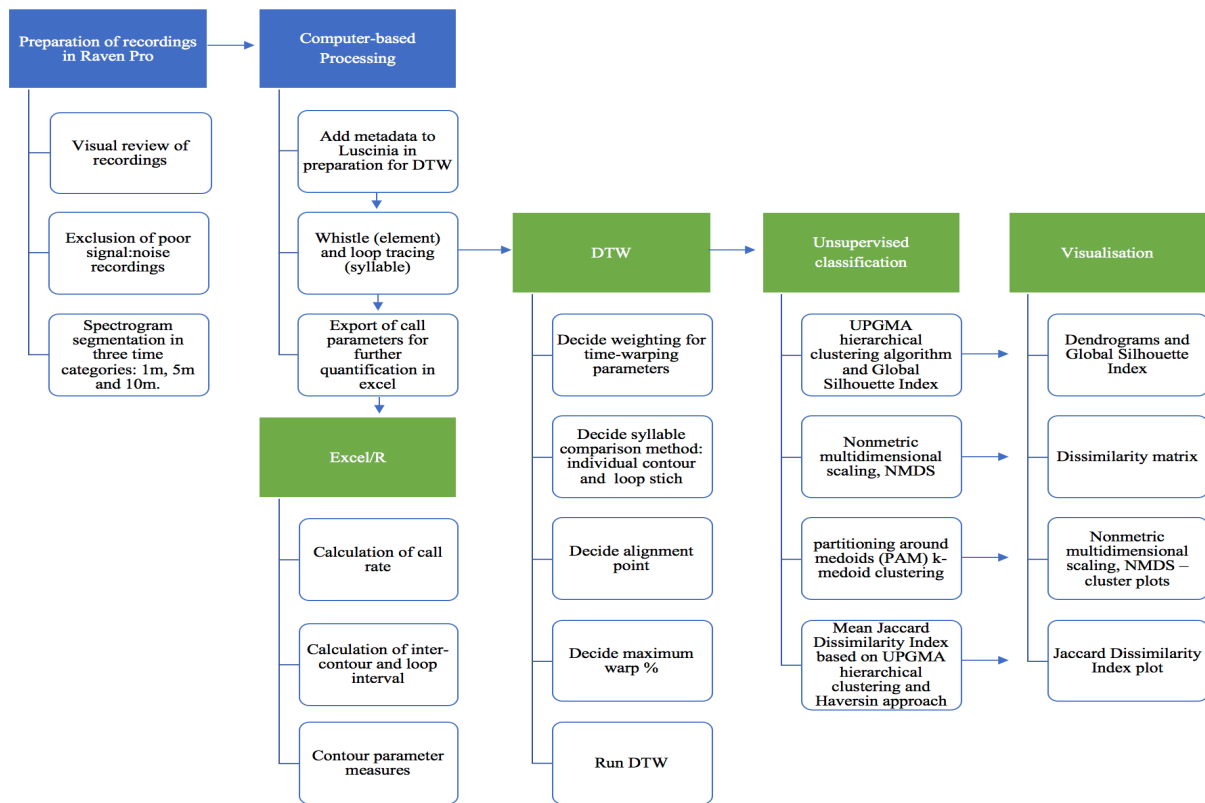 Preparation of recordings
in Raven Pro
Visual review of
recordings
Exclusion of poor
signal:noise
recordings
Spectrogram
segmentation in
three time
categories: 1m, 5m
and 10m.
Computer-based
Processing
Add metadata to
Luscinia in
preparation for DTW
Whistle (element)
and loop tracing
(syllable)
Export of call
parameters for
further
quantification in
excel
Excel/R
Calculation of call
rate
Calculation of inter-
contour and loop
interval
Contour parameter
measures
DTW
Decide weighting for
time-warping
parameters
Decide syllable
comparison method:
individual contour
and loop stich
Decide alignment
point
Decide maximum
warp %
Run DTW
Unsupervised
classification
UPGMA
hierarchical
clustering algorithm
and Global
Silhouette Index
Nonmetric
multidimensional
scaling, NMDS
partitioning around
medoids (PAM) k-
medoid clustering
Mean Jaccard
Dissimilarity Index
based on UPGMA
hierarchical
clustering and
Haversin approach
Visualisation
Dendrograms and
Global Silhouette
Index
Dissimilarity matrix
Nonmetric
multidimensional
scaling, NMDS –
cluster plots
Jaccard Dissimilarity
Index plot